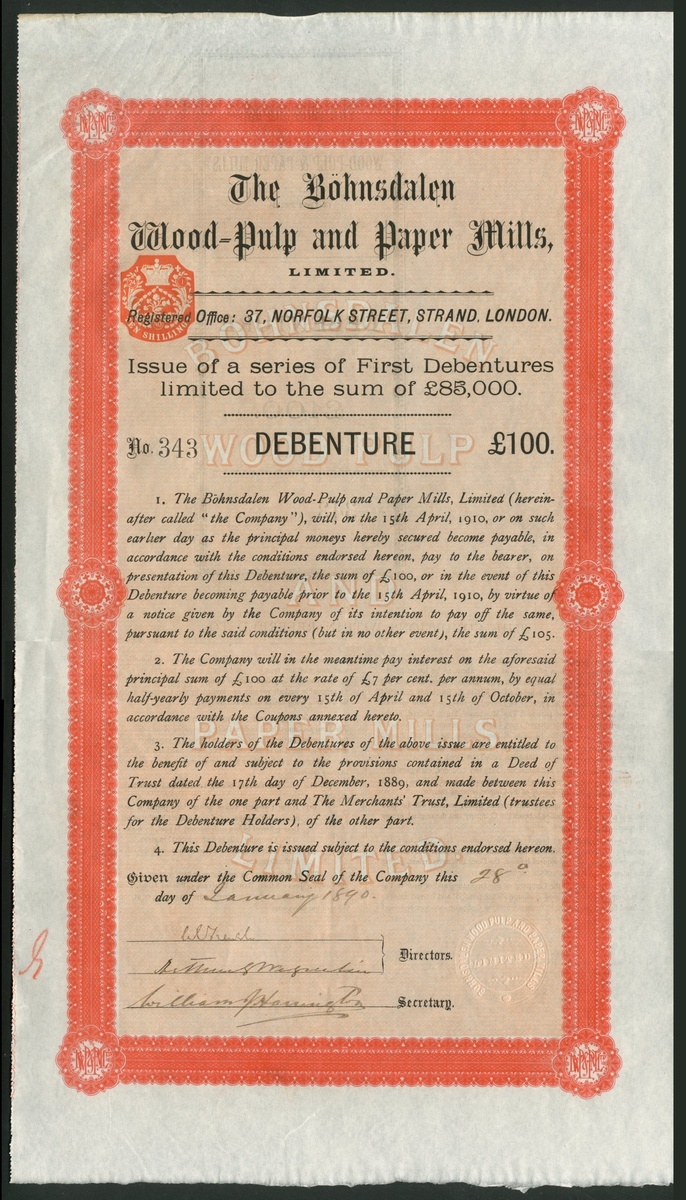 The Böhnsdalen
Wood-Pulp and Paper Mills,
LIMITED.
Registered Office: 37, NORFOLK STREET, STRAND, LONDON.
Issue of a series of First Debentures
limited to the sum of £85,000.
No. 343 DEBENTURE £100.
1. The Böhnsdalen Wood-Pulp and Paper Mills, Limited (herein-
after called "the Company"), will, on the 15th April, 1910, or on such
earlier day as the principal moneys hereby secured become payable, in
accordance with the conditions endorsed hereon, pay to the bearer, on
presentation of this Debenture, the sum of £100, or in the event of this
Debenture becoming payable prior to the 15th April, 1910, by virtue of
a notice given by the Company of its intention to pay off the same,
pursuant to the said conditions (but in no other event), the sum of £105.
2. The Company will in the meantime pay interest on the aforesaid
principal sum of £100 at the rate of £7 per cent. per annum, by equal
half-yearly payments on every 15th of April and 15th of October, in
accordance with the Coupons annexed hereto.
3. The holders of the Debentures of the above issue are entitled to
the benefit of and subject to the provisions contained in a Deed of
Trust dated the 17th day of December, 1889, and made between this
Company of the one part and The Merchants' Trust, Limited (trustees
for the Debenture Holders), of the other part.
4. This Debenture is issued subject to the conditions endorsed hereon.
Given under the Common Seal of the Company this 28
day of January 1890.
Directors.
William J Harrington Secretary.
BÖHNSDALEN
WOOD PULP
AND
PAPER MILLS
LIMITED.